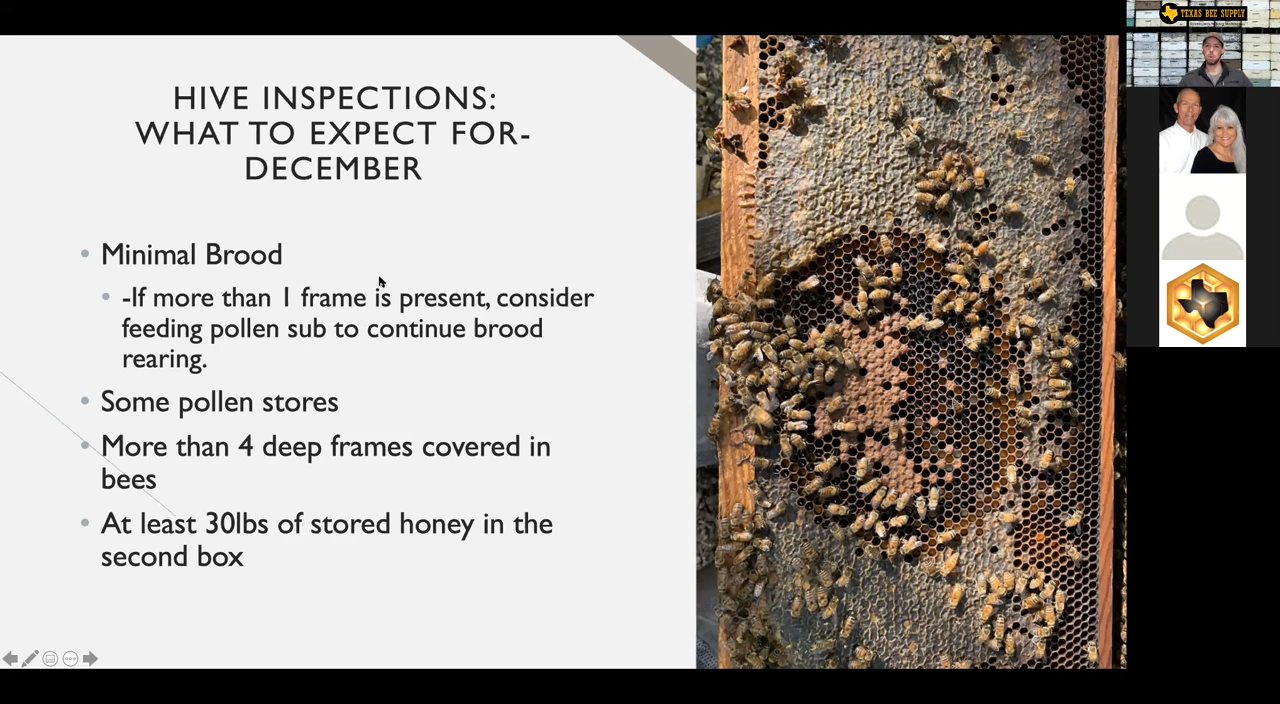 TEXAS BEE SUPPLY
HIVE INSPECTIONS:
WHAT TO EXPECT FOR-
DECEMBER
Minimal Brood
-If more than 1 frame is present, consider
feeding pollen sub to continue brood
rearing.
Some pollen stores
More than 4 deep frames covered in
bees
At least 30lbs of stored honey in the
second box